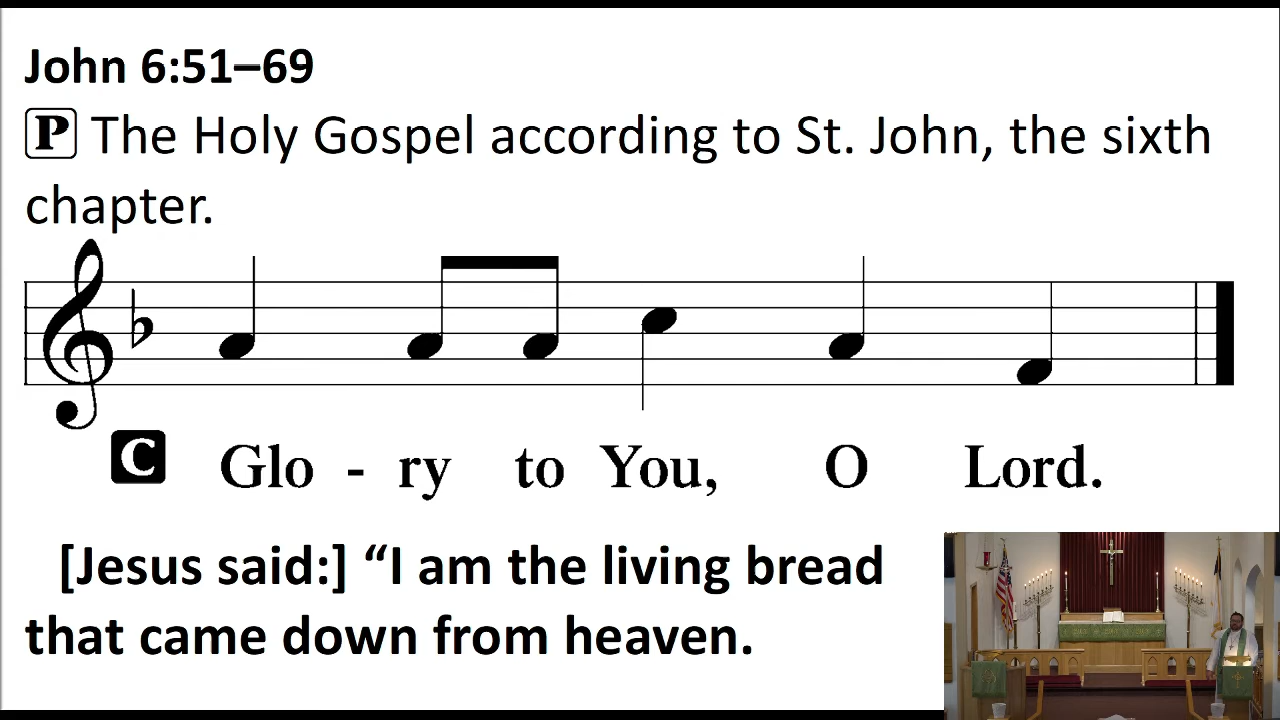 John 6:51–69
P The Holy Gospel according to St. John, the sixth
chapter.
C Glo - ry to You, O Lord.
[Jesus said:] “I am the living bread
that came down from heaven.